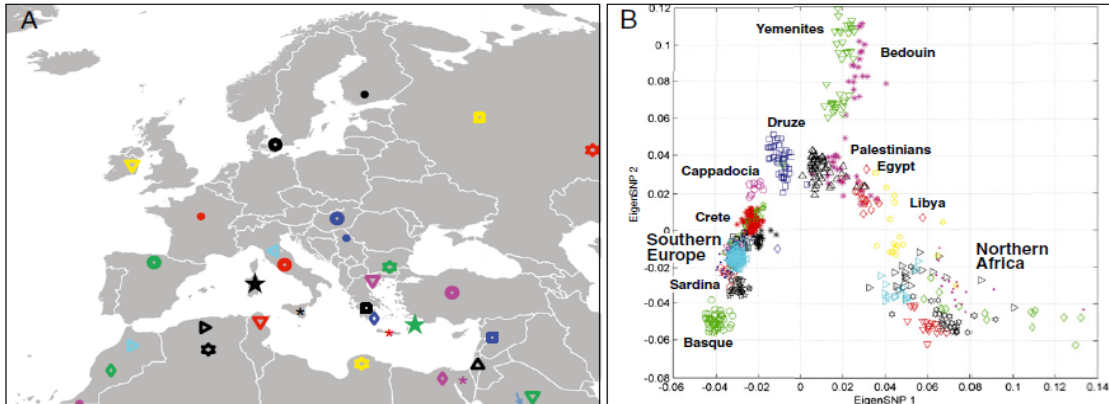 A
B
0.12
0.1
0.08
0.06
0.04
0.02
0
-0.02
-0.04
-0.06
-0.08
EigenSNP 2
Yemenites
Bedouin
Druze
Palestinians
Cappadocia
Egypt
Libya
Crete
Southern
Europe
Northern
Africa
Sardina
Basque
-0.06 -0.04 -0.02 0 0.02 0.04 0.06 0.08 0.1 0.12 0.14
EigenSNP 1